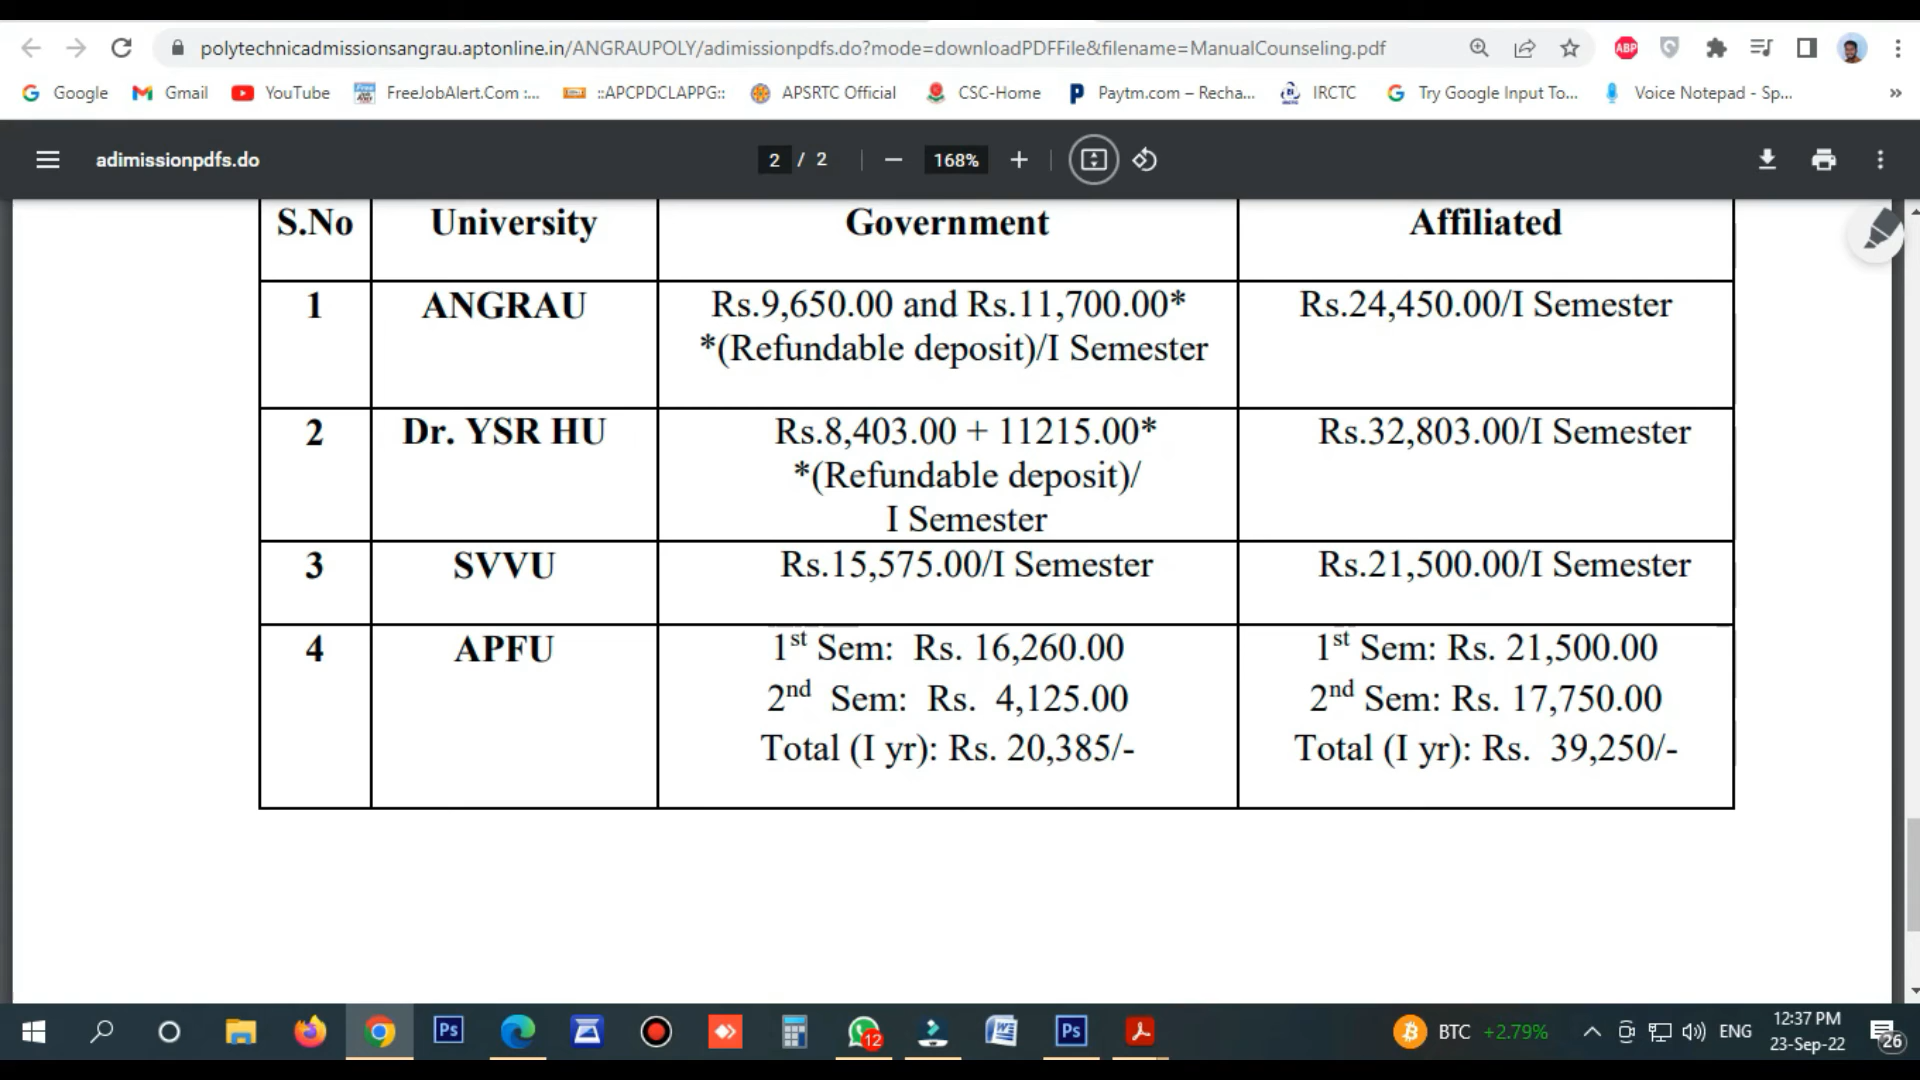 polytechnicadmissionsangrau.aptonline.in/ANGRAUPOLY/adimissionpdfs.do?mode=downloadPDFFile&filename=ManualCounseling.pdf
ABP
Google Gmail YouTube FreeJobAlert.Com :... ::APCPDCLAPPG:: APSRTC Official CSC-Home Paytm.com – Recha... IRCTC Try Google Input To... Voice Notepad - Sp... »
adimissionpdfs.do 2 / 2 168%
S.No University Government Affiliated
1 ANGRAU Rs.9,650.00 and Rs.11,700.00* Rs.24,450.00/I Semester
*(Refundable deposit)/I Semester
2 Dr. YSR HU Rs.8,403.00 + 11215.00* Rs.32,803.00/I Semester
*(Refundable deposit)/
I Semester
3 SVVU Rs.15,575.00/I Semester Rs.21,500.00/I Semester
4 APFU 1st Sem: Rs. 16,260.00 1st Sem: Rs. 21,500.00
2nd Sem: Rs. 4,125.00 2nd Sem: Rs. 17,750.00
Total (I yr): Rs. 20,385/- Total (I yr): Rs. 39,250/-
Ps 12 Ps BTC +2.79% ENG 12:37 PM
23-Sep-22 26